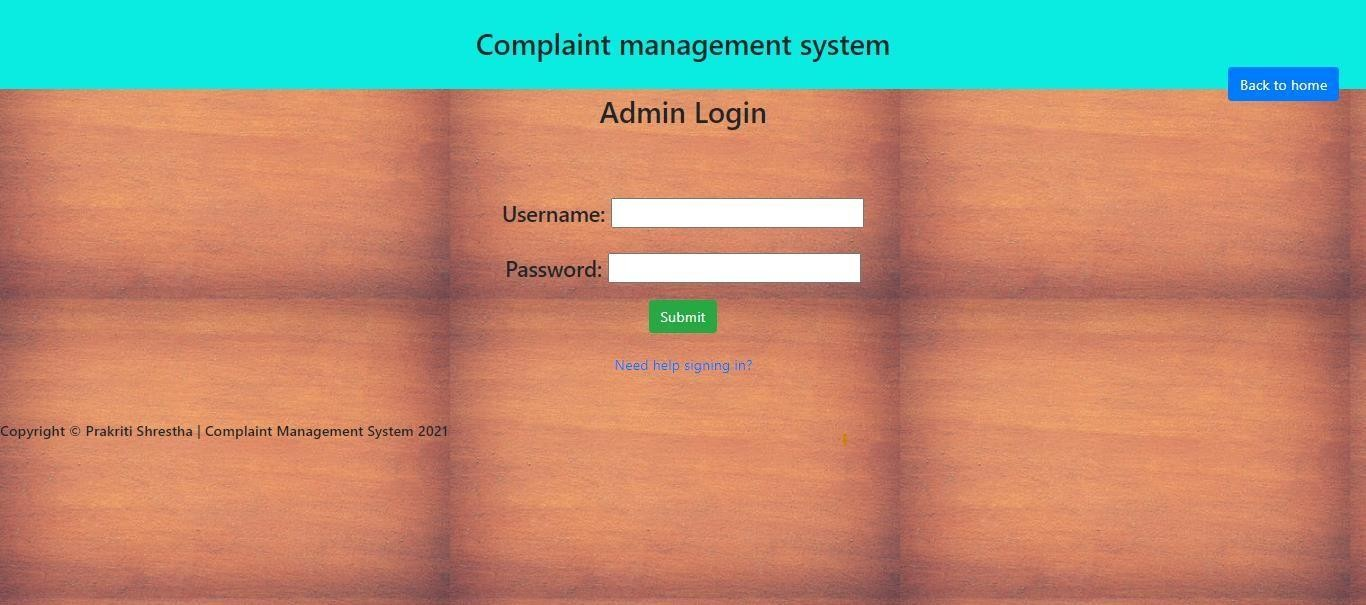 Complaint management system
Back to home
Admin Login
Username:
Password:
Submit
Need help signing in?
Copyright © Prakriti Shrestha | Complaint Management System 2021